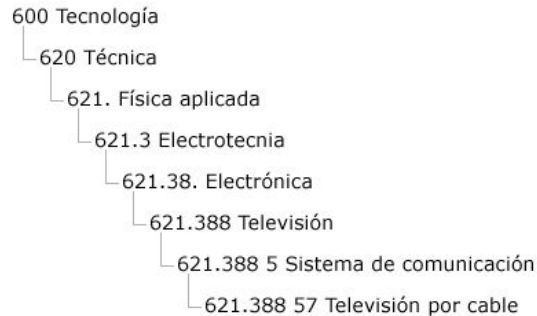 600 Tecnología
620 Técnica
621. Física aplicada
621.3 Electrotecnia
621.38. Electrónica
621.388 Televisión
621.388 5 Sistema de comunicación
621.388 57 Televisión por cable